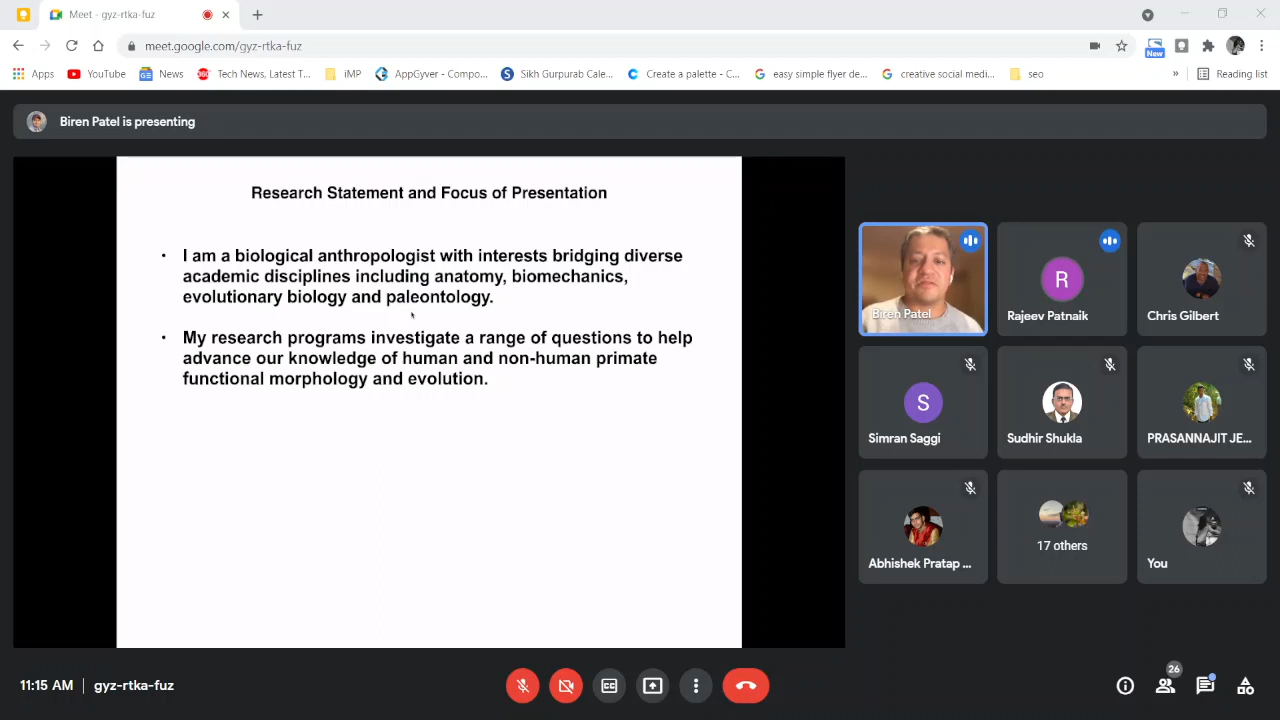 Meet - gyz-rtka-fuz
meet.google.com/gyz-rtka-fuz
New
Apps
YouTube
News
Tech News, Latest T...
iMP
AppGyver - Compo...
Sikh Gurpurab Cale...
Create a palette - C...
easy simple flyer de...
creative social medi...
seo
»
Reading list
Biren Patel is presenting
Research Statement and Focus of Presentation
• I am a biological anthropologist with interests bridging diverse
academic disciplines including anatomy, biomechanics,
evolutionary biology and paleontology.
• My research programs investigate a range of questions to help
advance our knowledge of human and non-human primate
functional morphology and evolution.
Biren Patel
R
Rajeev Patnaik
Chris Gilbert
S
Simran Saggi
Sudhir Shukla
PRASANNAJIT JE...
Abhishek Pratap ...
17 others
You
11:15 AM | gyz-rtka-fuz
CC
26